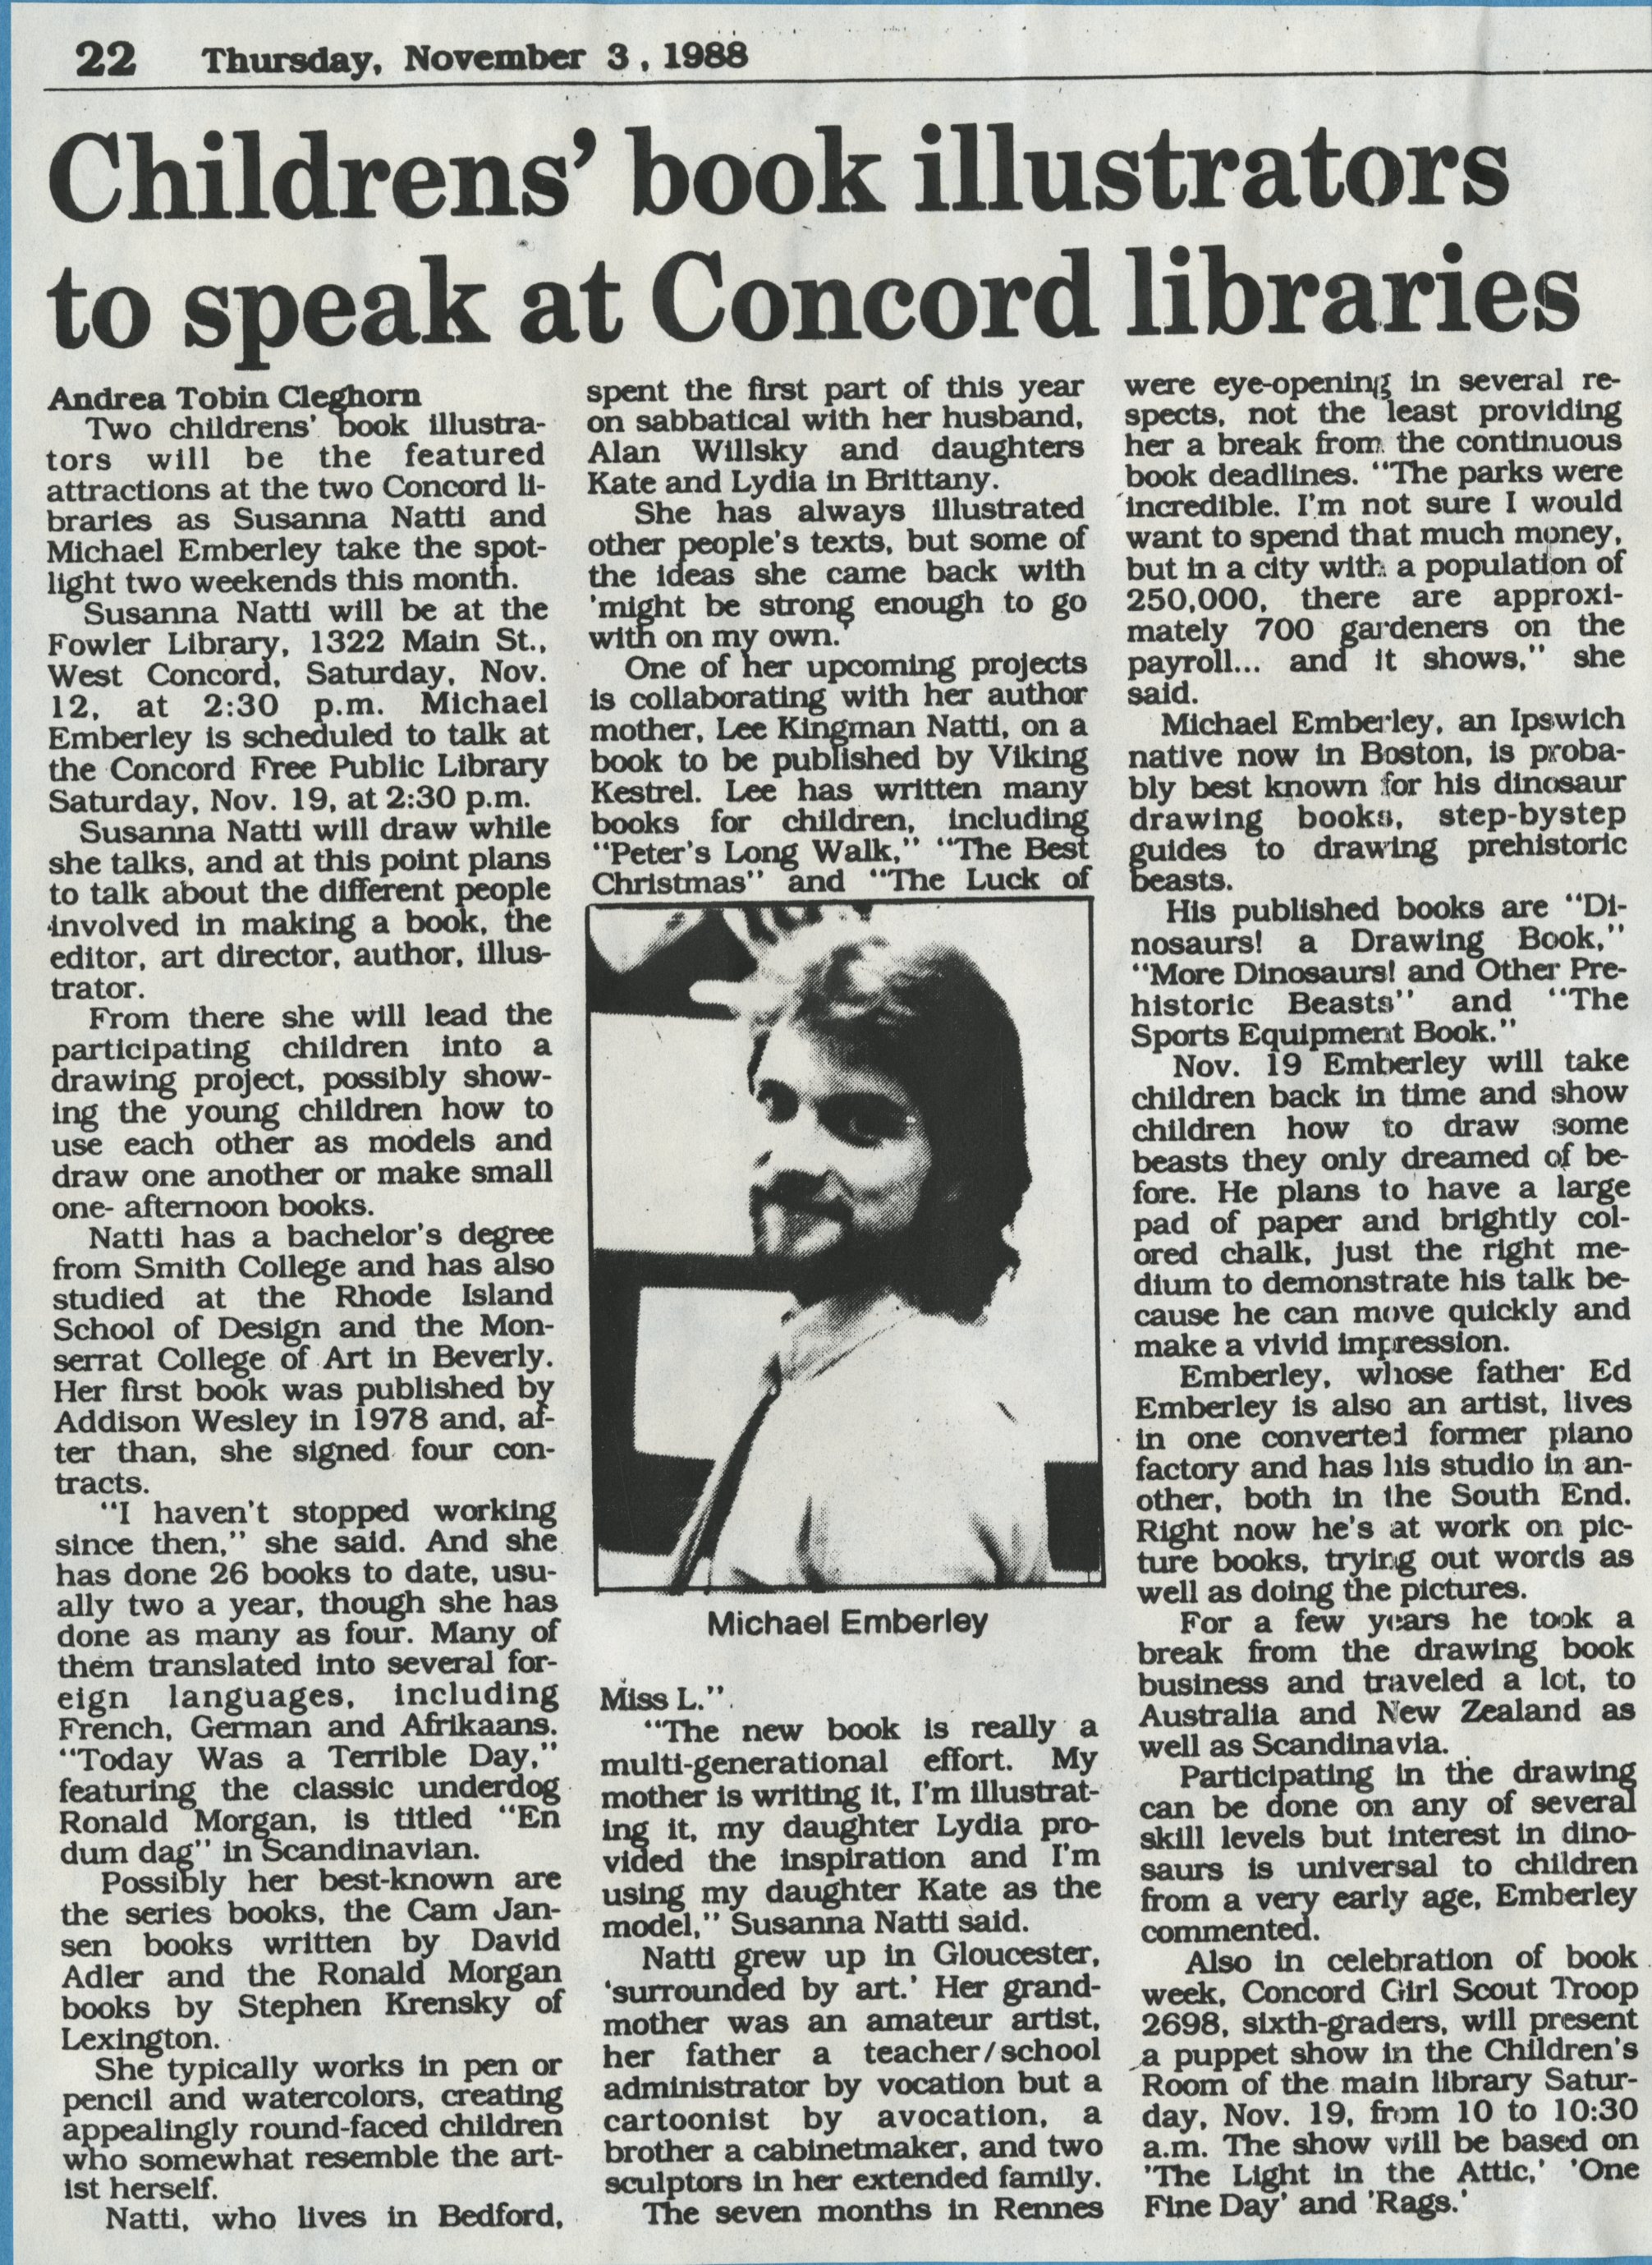 22 Thursday, November 3, 1988
Childrens' book illustrators
to speak at Concord libraries
Andrea Tobin Cleghorn
Two childrens' book illustra-
tors will be the featured
attractions at the two Concord li-
braries as Susanna Natti and
Michael Emberley take the spot-
light two weekends this month.
Susanna Natti will be at the
Fowler Library, 1322 Main St.,
West Concord, Saturday, Nov.
12, at 2:30 p.m. Michael
Emberley is scheduled to talk at
the Concord Free Public Library
Saturday, Nov. 19, at 2:30 p.m.
Susanna Natti will draw while
she talks, and at this point plans
to talk about the different people
involved in making a book, the
editor, art director, author, illus-
trator.
From there she will lead the
participating children into a
drawing project, possibly show-
ing the young children how to
use each other as models and
draw one another or make small
one- afternoon books.
Natti has a bachelor's degree
from Smith College and has also
studied at the Rhode Island
School of Design and the Mon-
serrat College of Art in Beverly.
Her first book was published by
Addison Wesley in 1978 and, af-
ter than, she signed four con-
tracts.
"I haven't stopped working
since then," she said. And she
has done 26 books to date, usu-
ally two a year, though she has
done as many as four. Many of
them translated into several for-
eign languages, including
French, German and Afrikaans.
"Today Was a Terrible Day,"
featuring the classic underdog
Ronald Morgan, is titled "En
dum dag" in Scandinavian.
Possibly her best-known are
the series books, the Cam Jan-
sen books written by David
Adler and the Ronald Morgan
books by Stephen Krensky of
Lexington.
She typically works in pen or
pencil and watercolors, creating
appealingly round-faced children
who somewhat resemble the art-
ist herself.
Natti, who lives in Bedford,
spent the first part of this year
on sabbatical with her husband,
Alan Willsky and daughters
Kate and Lydia in Brittany.
She has always illustrated
other people's texts, but some of
the ideas she came back with
'might be strong enough to go
with on my own.'
One of her upcoming projects
is collaborating with her author
mother, Lee Kingman Natti, on a
book to be published by Viking
Kestrel. Lee has written many
books for children, including
"Peter's Long Walk," "The Best
Christmas" and "The Luck of
Michael Emberley
Miss L."
"The new book is really a
multi-generational effort. My
mother is writing it, I'm illustrat-
ing it, my daughter Lydia pro-
vided the inspiration and I'm
using my daughter Kate as the
model," Susanna Natti said.
Natti grew up in Gloucester,
'surrounded by art.' Her grand-
mother was an amateur artist,
her father a teacher/school
administrator by vocation but a
cartoonist by avocation, a
brother a cabinetmaker, and two
sculptors in her extended family.
The seven months in Rennes
were eye-opening in several re-
spects, not the least providing
her a break from the continuous
book deadlines. "The parks were
incredible. I'm not sure I would
want to spend that much money,
but in a city with a population of
250,000, there are approxi-
mately 700 gardeners on the
payroll... and it shows," she
said.
Michael Emberley, an Ipswich
native now in Boston, is proba-
bly best known for his dinosaur
drawing books, step-bystep
guides to drawing prehistoric
beasts.
His published books are "Di-
nosaurs! a Drawing Book,"
"More Dinosaurs! and Other Pre-
historic Beasts" and "The
Sports Equipment Book."
Nov. 19 Emberley will take
children back in time and show
children how to draw some
beasts they only dreamed of be-
fore. He plans to have a large
pad of paper and brightly col-
ored chalk, just the right me-
dium to demonstrate his talk be-
cause he can move quickly and
make a vivid impression.
Emberley, whose father Ed
Emberley is also an artist, lives
in one converted former piano
factory and has his studio in an-
other, both in the South End.
Right now he's at work on pic-
ture books, trying out words as
well as doing the pictures.
For a few years he took a
break from the drawing book
business and traveled a lot, to
Australia and New Zealand as
well as Scandinavia.
Participating in the drawing
can be done on any of several
skill levels but interest in dino-
saurs is universal to children
from a very early age, Emberley
commented.
Also in celebration of book
week, Concord Girl Scout Troop
2698, sixth-graders, will present
a puppet show in the Children's
Room of the main library Satur-
day, Nov. 19, from 10 to 10:30
a.m. The show will be based on
'The Light in the Attic,' 'One
Fine Day' and 'Rags.'